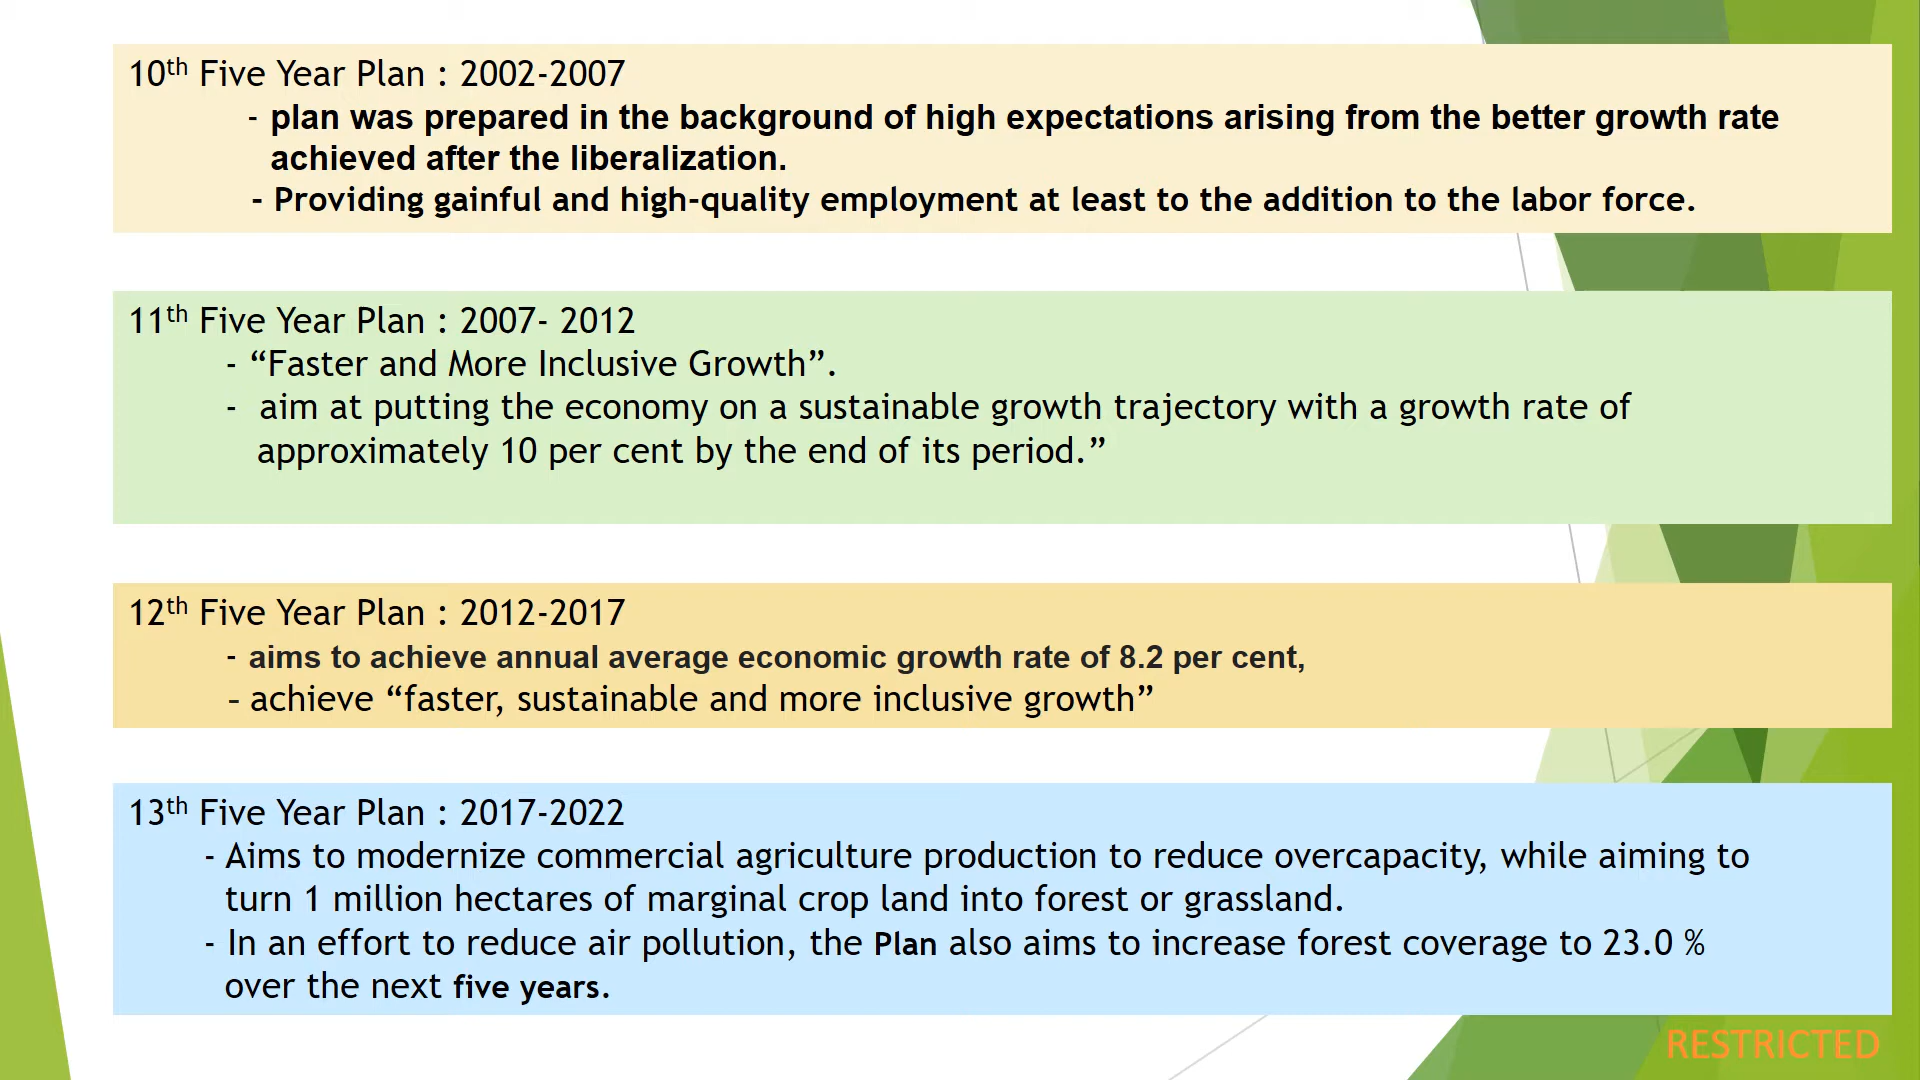 10th Five Year Plan : 2002-2007
- plan was prepared in the background of high expectations arising from the better growth rate
achieved after the liberalization.
- Providing gainful and high-quality employment at least to the addition to the labor force.
11th Five Year Plan : 2007- 2012
- “Faster and More Inclusive Growth”.
- aim at putting the economy on a sustainable growth trajectory with a growth rate of
approximately 10 per cent by the end of its period.”
12th Five Year Plan : 2012-2017
- aims to achieve annual average economic growth rate of 8.2 per cent,
– achieve “faster, sustainable and more inclusive growth”
13th Five Year Plan : 2017-2022
- Aims to modernize commercial agriculture production to reduce overcapacity, while aiming to
turn 1 million hectares of marginal crop land into forest or grassland.
- In an effort to reduce air pollution, the Plan also aims to increase forest coverage to 23.0 %
over the next five years.
RESTRICTED